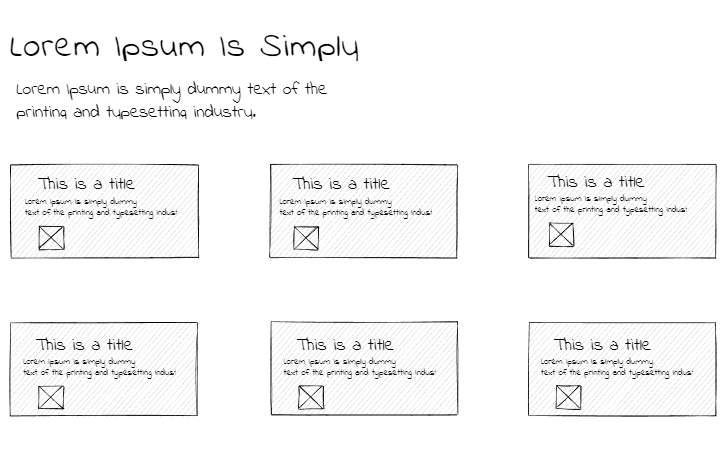 Lorem Ipsum Is Simply
Lorem Ipsum is simply dummy text of the
printing and typesetting industry.
This is a title
Lorem Ipsum is simply dummy
text of the printing and typesetting indus
This is a title
Lorem Ipsum is simply dummy
text of the printing and typesetting indus
This is a title
Lorem Ipsum is simply dummy
text of the printing and typesetting indus
This is a title
Lorem Ipsum is simply dummy
text of the printing and typesetting indus
This is a title
Lorem Ipsum is simply dummy
text of the printing and typesetting indus
This is a title
Lorem Ipsum is simply dummy
text of the printing and typesetting indus